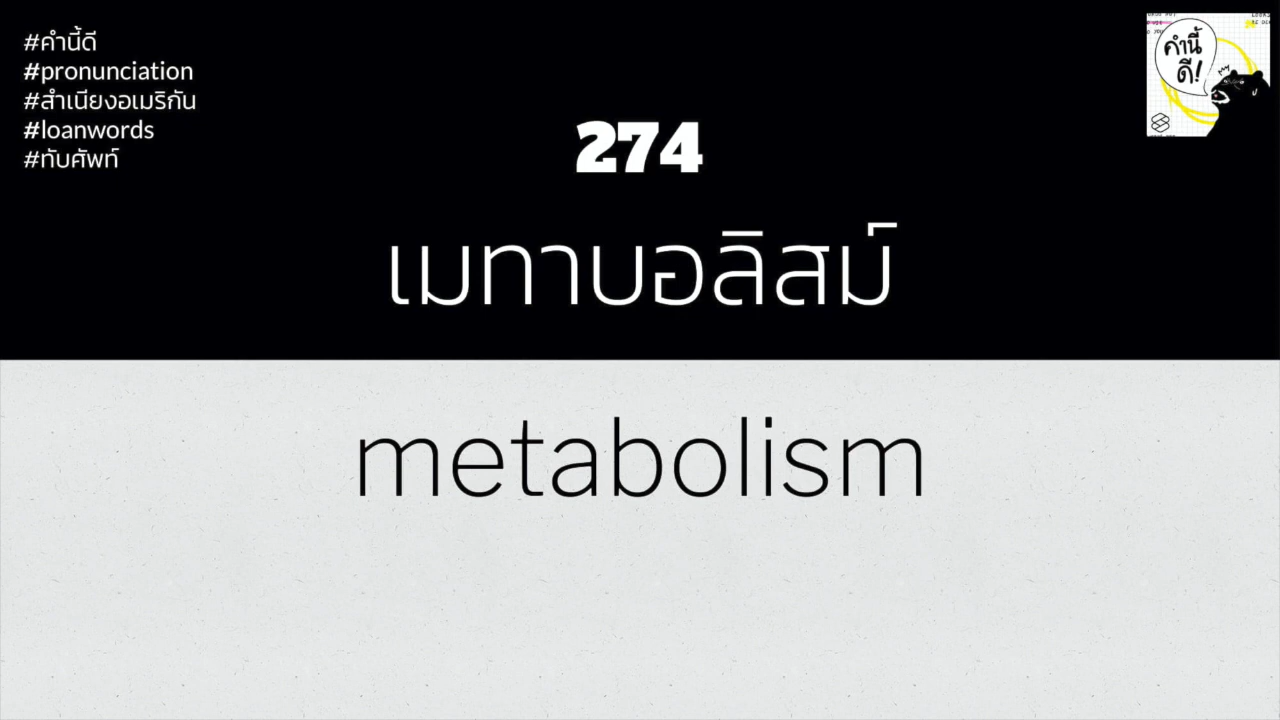 #คำนี้ดี
#pronunciation
#สำเนียงอเมริกัน
#loanwords
#ทับศัพท์
คำนี้
ดี!
274
เมทาบอลิสม์
metabolism